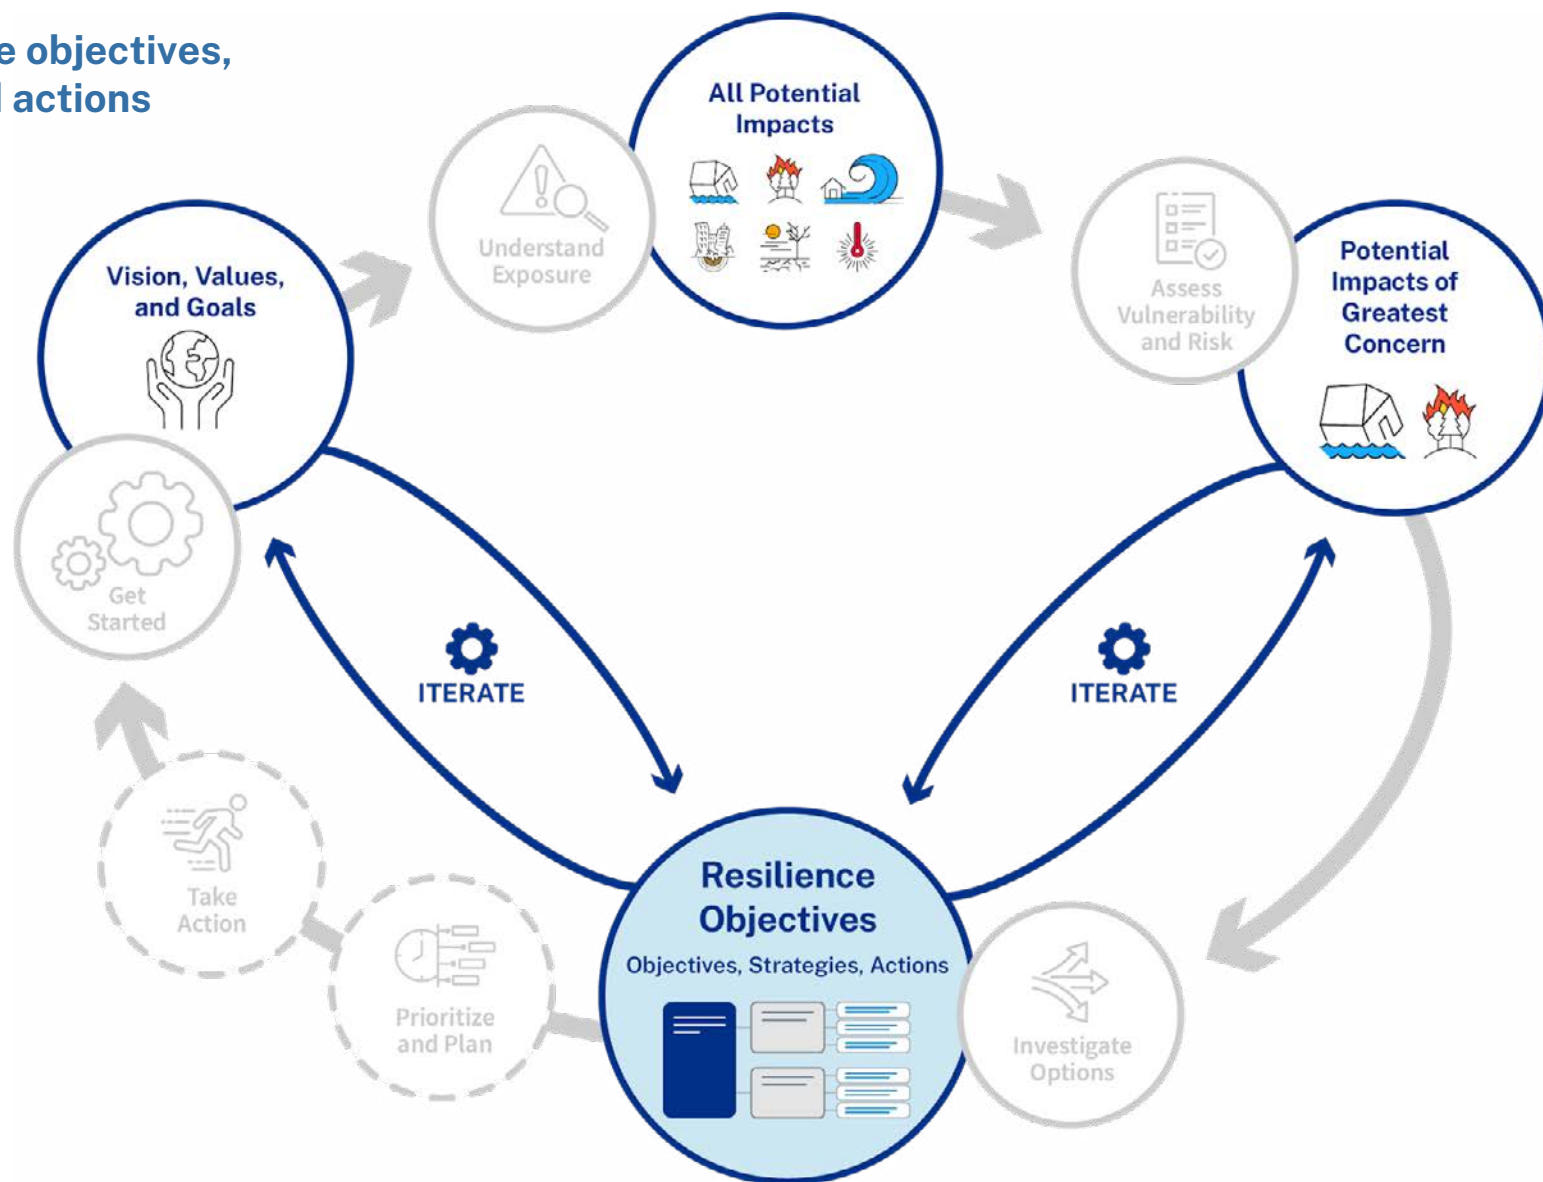 e objectives,
l actions
All Potential
Impacts
Understand
Exposure
Vision, Values,
and Goals
Assess
Vulnerability
and Risk
Potential
Impacts of
Greatest
Concern
Get
Started
ITERATE
ITERATE
Take
Action
Prioritize
and Plan
Resilience
Objectives
Objectives, Strategies, Actions
Investigate
Options